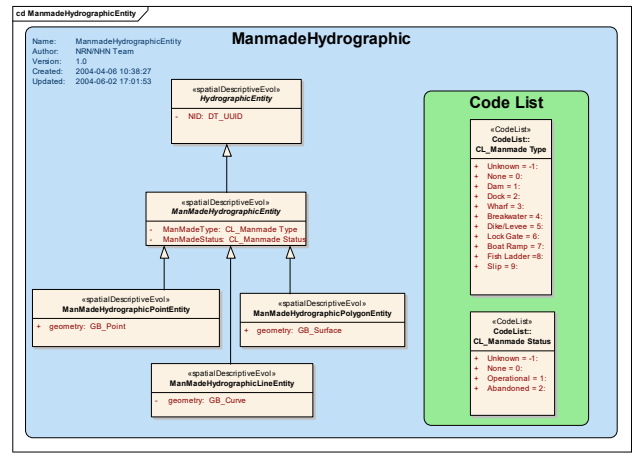 cd ManmadeHydrographicEntity
Name: ManmadeHydrographicEntity
Author: NRN/NHN Team
Version: 1.0
Created: 2004-04-06 10:38:27
Updated: 2004-06-02 17:01:53
ManmadeHydrographic
«spatialDescriptiveEvol»
HydrographicEntity
- NID: DT_UUID
«spatialDescriptiveEvol»
ManMadeHydrographicEntity
- ManMadeType: CL_Manmade Type
- ManMadeStatus: CL_Manmade Status
«spatialDescriptiveEvol»
ManMadeHydrographicPointEntity
+ geometry: GB_Point
«spatialDescriptiveEvol»
ManMadeHydrographicPolygonEntity
+ geometry: GB_Surface
«spatialDescriptiveEvol»
ManMadeHydrographicLineEntity
- geometry: GB_Curve
Code List
«CodeList»
CodeList::
CL_Manmade Type
+ Unknown = -1:
+ None = 0:
+ Dam = 1:
+ Dock = 2:
+ Wharf = 3:
+ Breakwater = 4:
+ Dike/Levee = 5:
+ Lock Gate = 6:
+ Boat Ramp = 7:
+ Fish Ladder =8:
+ Slip = 9:
«CodeList»
CodeList::
CL_Manmade Status
+ Unknown = -1:
+ None = 0:
+ Operational = 1:
+ Abandoned = 2: